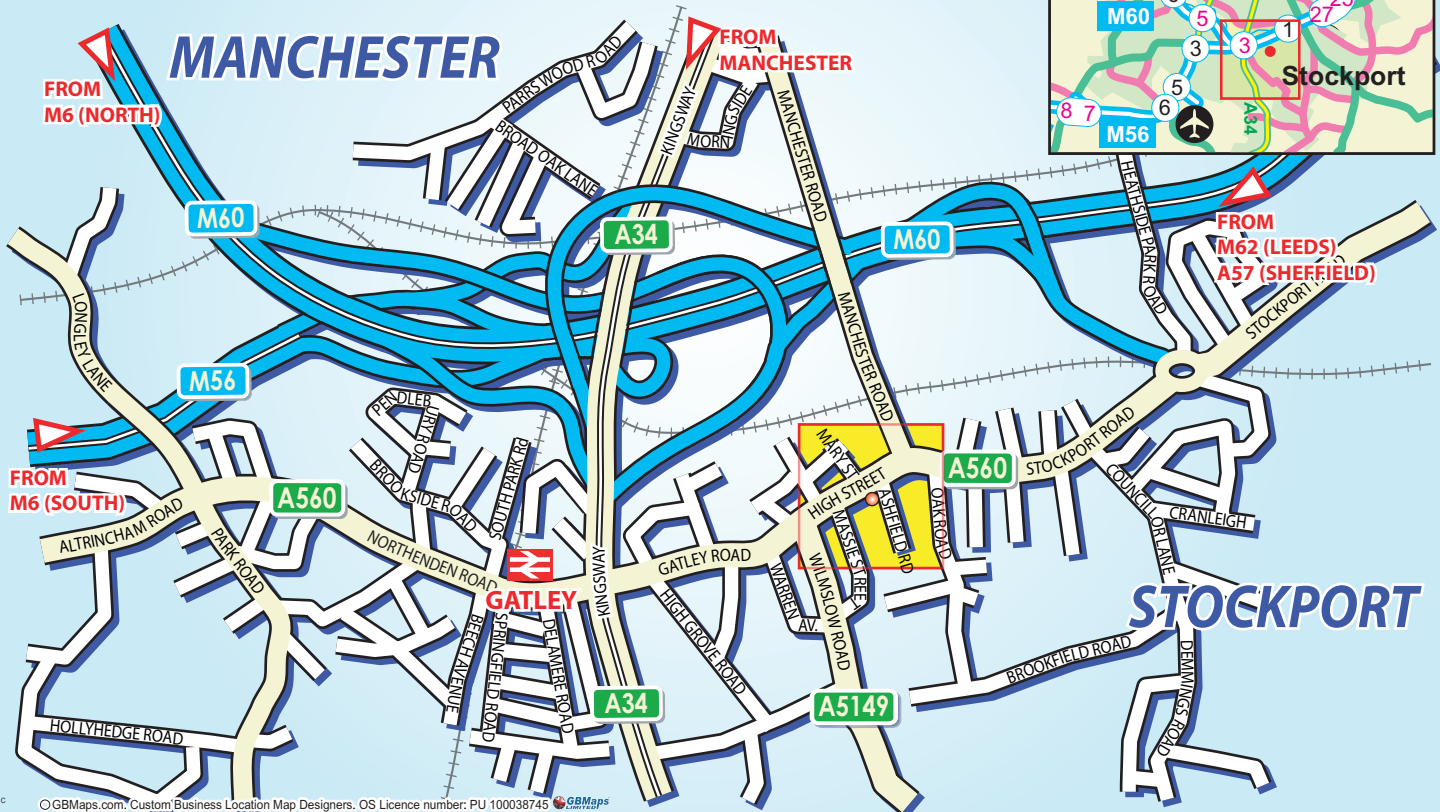 MANCHESTER
FROM
M6 (NORTH)
FROM
MANCHESTER
M60
5
27
1
3
3
Stockport
5
6
8
7
M56
A34
PARRS WOOD ROAD
BROAD OAK LANE
KINGSWAY
MORNINGSIDE
MANCHESTER ROAD
M60
A34
M60
HEATHSIDE PARK ROAD
FROM
M62 (LEEDS)
A57 (SHEFFIELD)
STOCKPORT
LONGLEY LANE
M56
MANCHESTER ROAD
FROM
M6 (SOUTH)
PENDLEBURY ROAD
BROOKSIDE ROAD
SOUTH PARK RD
A560
ALTRINCHAM ROAD
PARK ROAD
NORTHENDEN ROAD
GATLEY
KINGSWAY
GATLEY ROAD
MARY ST
HIGH STREET
ASHFIELD RD
MASSIE STREE
OAK ROAD
A560
STOCKPORT ROAD
COUNCILLOR LANE
CRANLEIGH
STOCKPORT
WARREN AV.
WILMSLOW ROAD
HIGH GROVE ROAD
BEECH AVENUE
SPRINGFIELD ROAD
DELAMERE ROAD
A34
A5149
BROOKFIELD ROAD
DEMMINGS ROAD
HOLLYHEDGE ROAD
c
GBMaps.com. Custom Business Location Map Designers. OS Licence number: PU 100038745
GBMaps
LIMITED